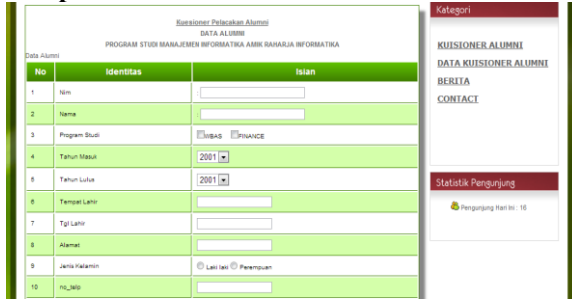 Kuesioner Pelacakan Alumni
DATA ALUMNI
PROGRAM STUDI MANAJEMEN INFORMATIKA AMIK RAHARJA INFORMATIKA
Data Alumni
No Identitas Isian
1 Nim :
2 Nama :
3 Program Studi WBAS FINANCE
4 Tahun Masuk 2001
5 Tahun Lulus 2001
6 Tempat Lahir
7 Tgl Lahir
8 Alamat
9 Jenis Kelamin Laki laki Perempuan
10 no_telp
Kategori
KUISIONER ALUMNI
DATA KUISIONER ALUMNI
BERITA
CONTACT
Statistik Pengunjung
Pengunjung Hari ini : 16